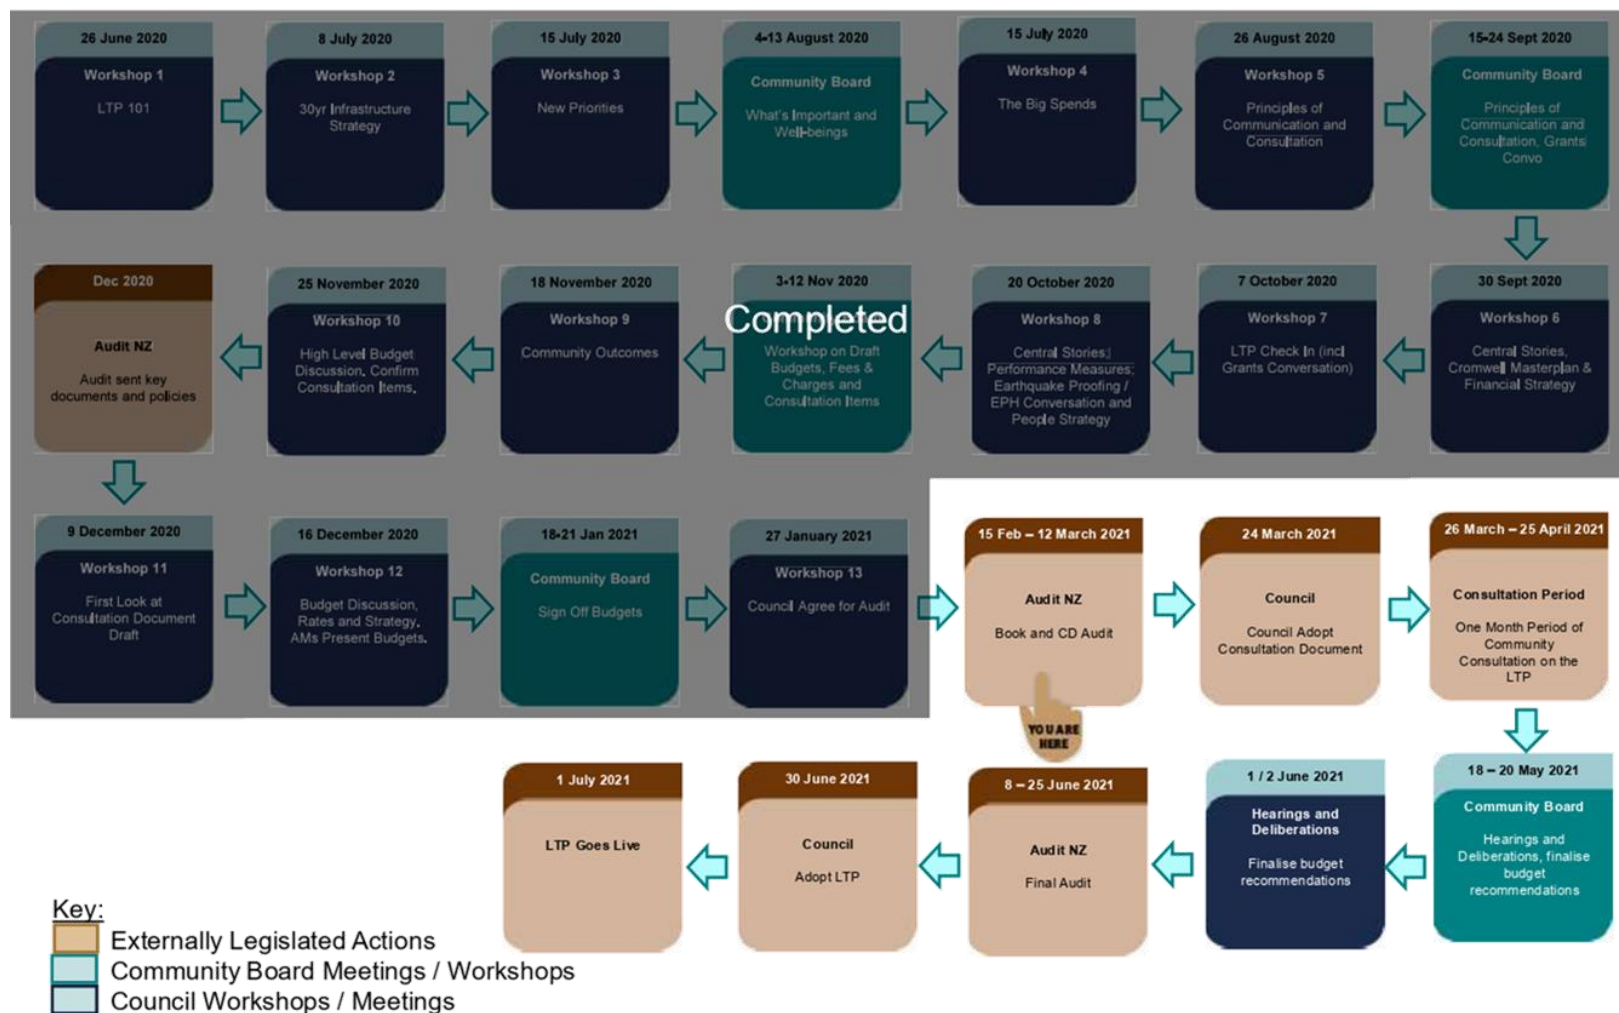 26 June 2020
Workshop 1
LTP 101
8 July 2020
Workshop 2
30yr Infrastructure
Strategy
15 July 2020
Workshop 3
New Priorities
4-13 August 2020
Community Board
What's Important and
Well-beings
15 July 2020
Workshop 4
The Big Spends
26 August 2020
Workshop 5
Principles of
Communication and
Consultation
15-24 Sept 2020
Community Board
Principles of
Communication and
Consultation, Grants
Convo
30 Sept 2020
Workshop 6
Central Stories,
Cromwell Masterplan &
Financial Strategy
7 October 2020
Workshop 7
LTP Check In (incl
Grants Conversation)
20 October 2020
Workshop 8
Central Stories;
Performance Measures;
Earthquake Proofing /
EPH Conversation and
People Strategy
3-12 Nov 2020
Completed
Workshop on Draft
Budgets, Fees &
Charges and
Consultation Items
18 November 2020
Workshop 9
Community Outcomes
25 November 2020
Workshop 10
High Level Budget
Discussion. Confirm
Consultation Items.
Dec 2020
Audit NZ
Audit sent key
documents and policies
9 December 2020
Workshop 11
First Look at
Consultation Document
Draft
16 December 2020
Workshop 12
Budget Discussion,
Rates and Strategy.
AMs Present Budgets.
18-21 Jan 2021
Community Board
Sign Off Budgets
27 January 2021
Workshop 13
Council Agree for Audit
15 Feb – 12 March 2021
Audit NZ
Book and CD Audit
YOU ARE
HERE
24 March 2021
Council
Council Adopt
Consultation Document
26 March – 25 April 2021
Consultation Period
One Month Period of
Community
Consultation on the
LTP
18 – 20 May 2021
Community Board
Hearings and
Deliberations, finalise
budget
recommendations
1 / 2 June 2021
Hearings and
Deliberations
Finalise budget
recommendations
8 – 25 June 2021
Audit NZ
Final Audit
30 June 2021
Council
Adopt LTP
1 July 2021
LTP Goes Live
Key:
Externally Legislated Actions
Community Board Meetings / Workshops
Council Workshops / Meetings